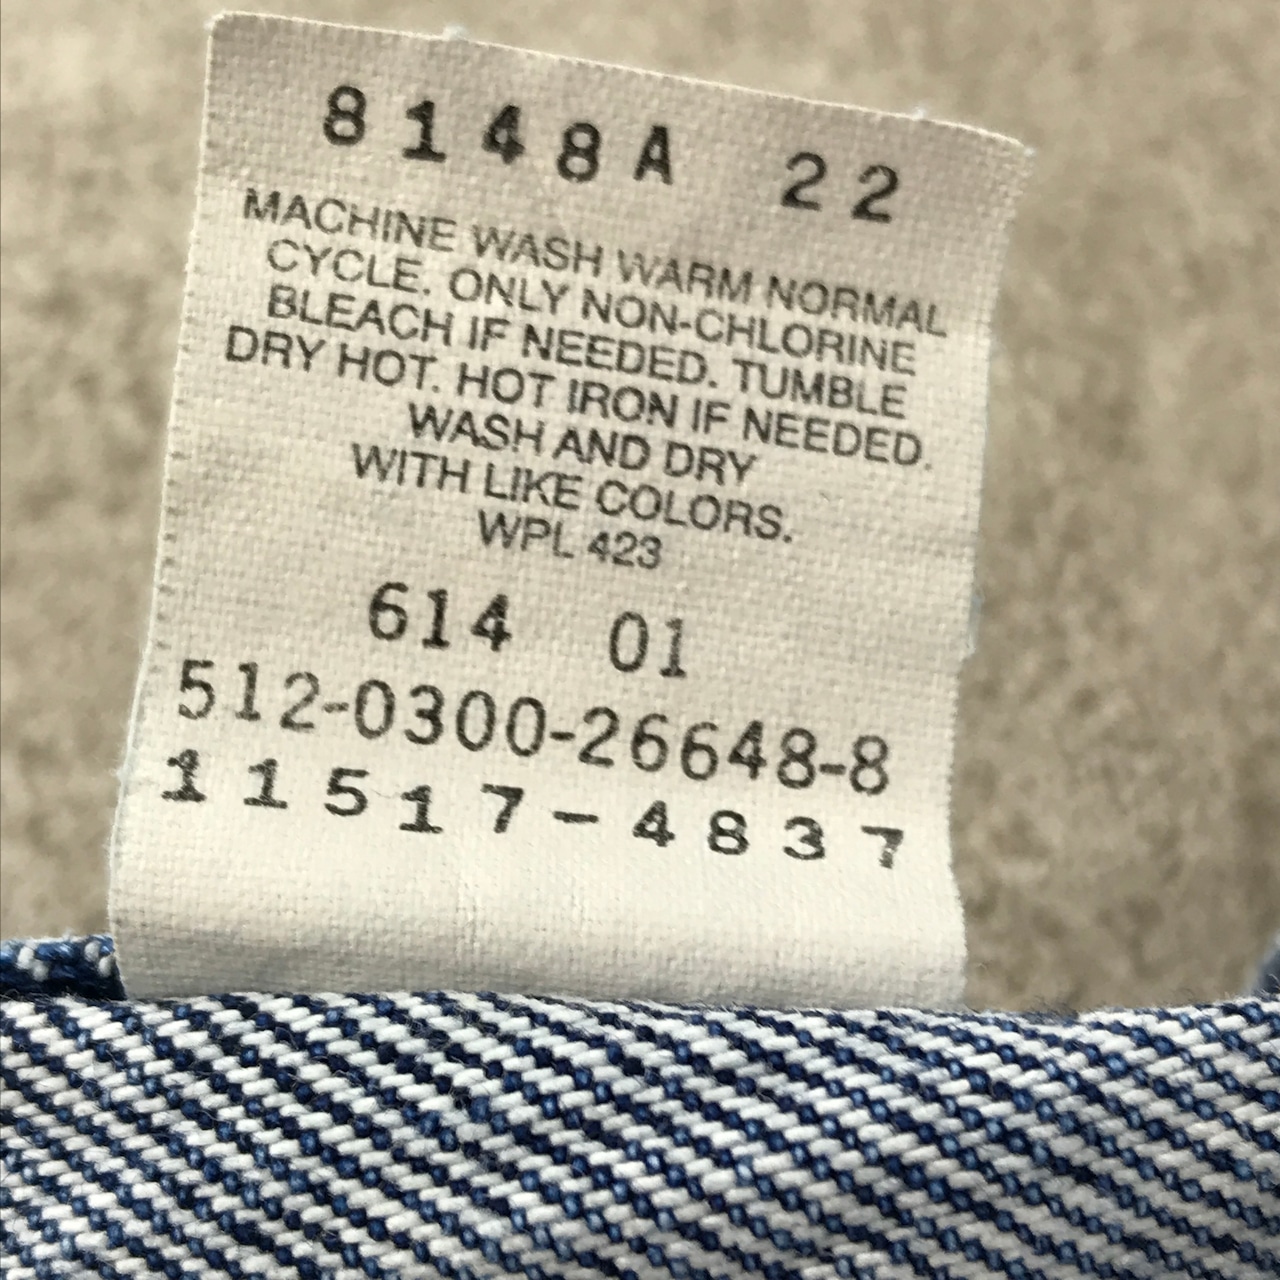 8148A 22
MACHINE WASH WARM NORMAL
CYCLE. ONLY NON-CHLORINE
BLEACH IF NEEDED. TUMBLE
DRY HOT. HOT IRON IF NEEDED.
WASH AND DRY
WITH LIKE COLORS.
WPL 423
614 01
512-0300-26648-8
11517-4837